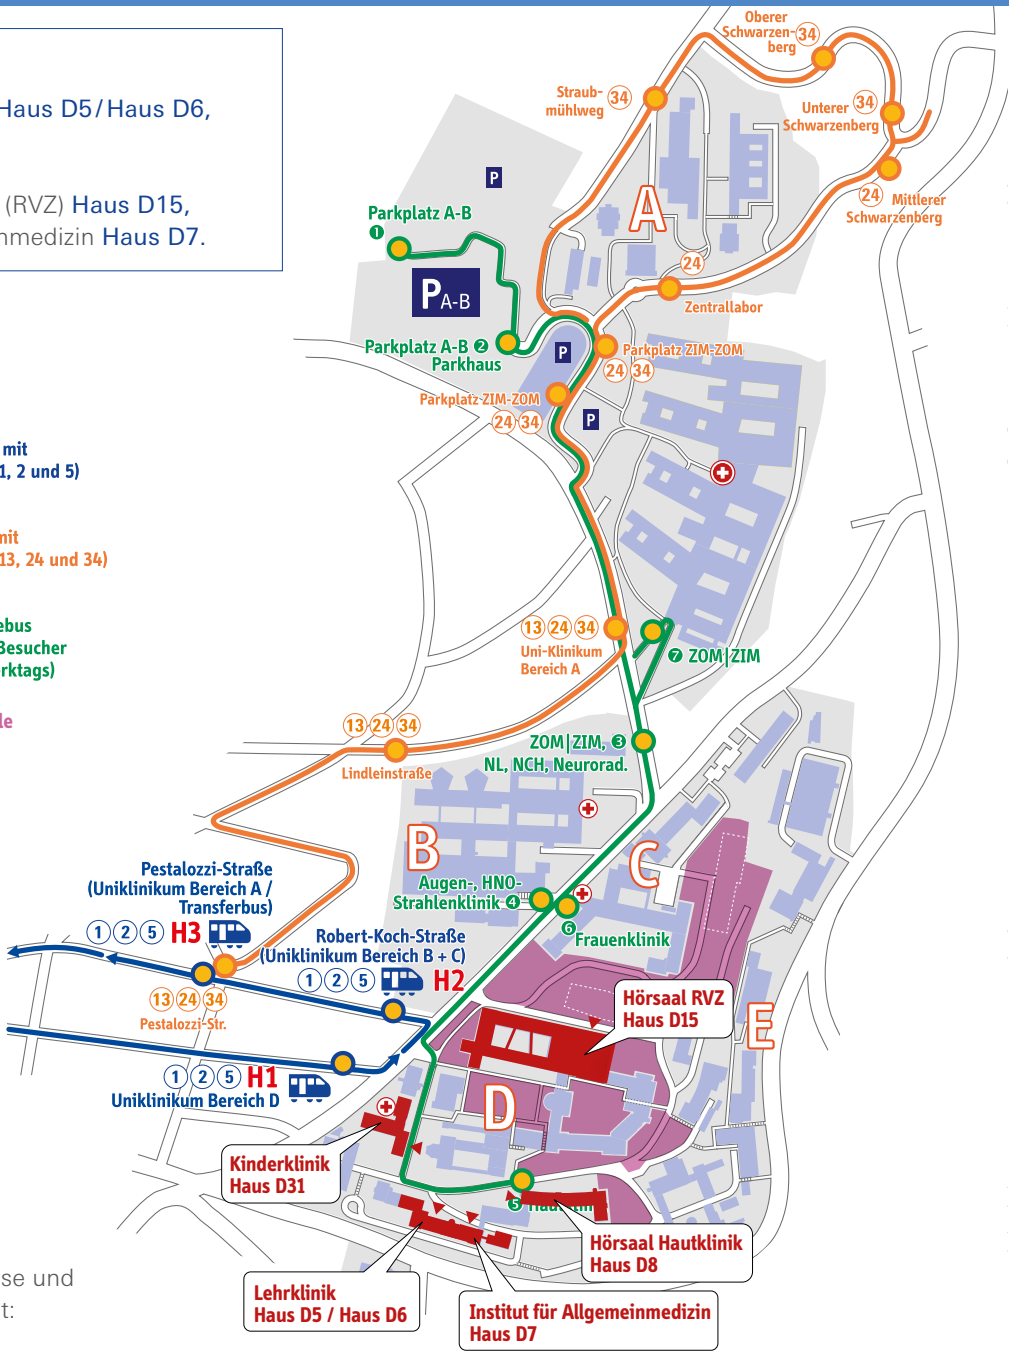 Haus D5/Haus D6,
(RVZ) Haus D15,
nmedizin Haus D7.
mit
1, 2 und 5)
mit
13, 24 und 34)
ebus
Besucher
rktags)
le
Oberer
Schwarzen-
berg
34
Straub-
mühlweg
34
Unterer
Schwarzenberg
34
24
Mittlerer
Schwarzenberg
P
A
Parkplatz A-B
1
P A-B
24
Zentrallabor
Parkplatz A-B 2
Parkhaus
P
Parkplatz ZIM-ZOM
24 34
Parkplatz ZIM-ZOM
24 34
P
13 24 34
Uni-Klinikum
Bereich A
7 ZOM|ZIM
13 24 34
Lindleinstraße
ZOM|ZIM, 3
NL, NCH, Neurorad.
B
C
Augen-, HNO-
Strahlenklinik 4
6
Frauenklinik
Pestalozzi-Straße
(Uniklinikum Bereich A /
Transferbus)
1 2 5 H3
Robert-Koch-Straße
(Uniklinikum Bereich B + C)
1 2 5 H2
13 24 34
Pestalozzi-Str.
Hörsaal RVZ
Haus D15
E
1 2 5 H1
Uniklinikum Bereich D
D
Kinderklinik
Haus D31
5
Hörsaal Hautklinik
Haus D8
Lehrklinik
Haus D5 / Haus D6
Institut für Allgemeinmedizin
Haus D7
se und
t: